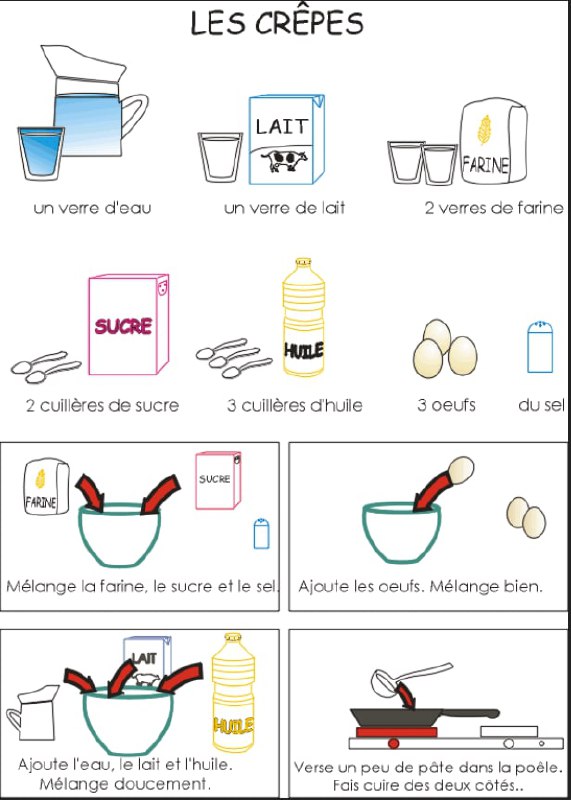 LES CRÊPES
LAIT
FARINE
un verre d'eau
un verre de lait
2 verres de farine
SUCRE
HUILE
2 cuillères de sucre
3 cuillères d'huile
3 oeufs
du sel
FARINE
SUCRE
Mélange la farine, le sucre et le sel.
Ajoute les oeufs. Mélange bien.
LAIT
HUILE
Ajoute l'eau, le lait et l'huile.
Mélange doucement.
Verse un peu de pâte dans la poêle.
Fais cuire des deux côtés..